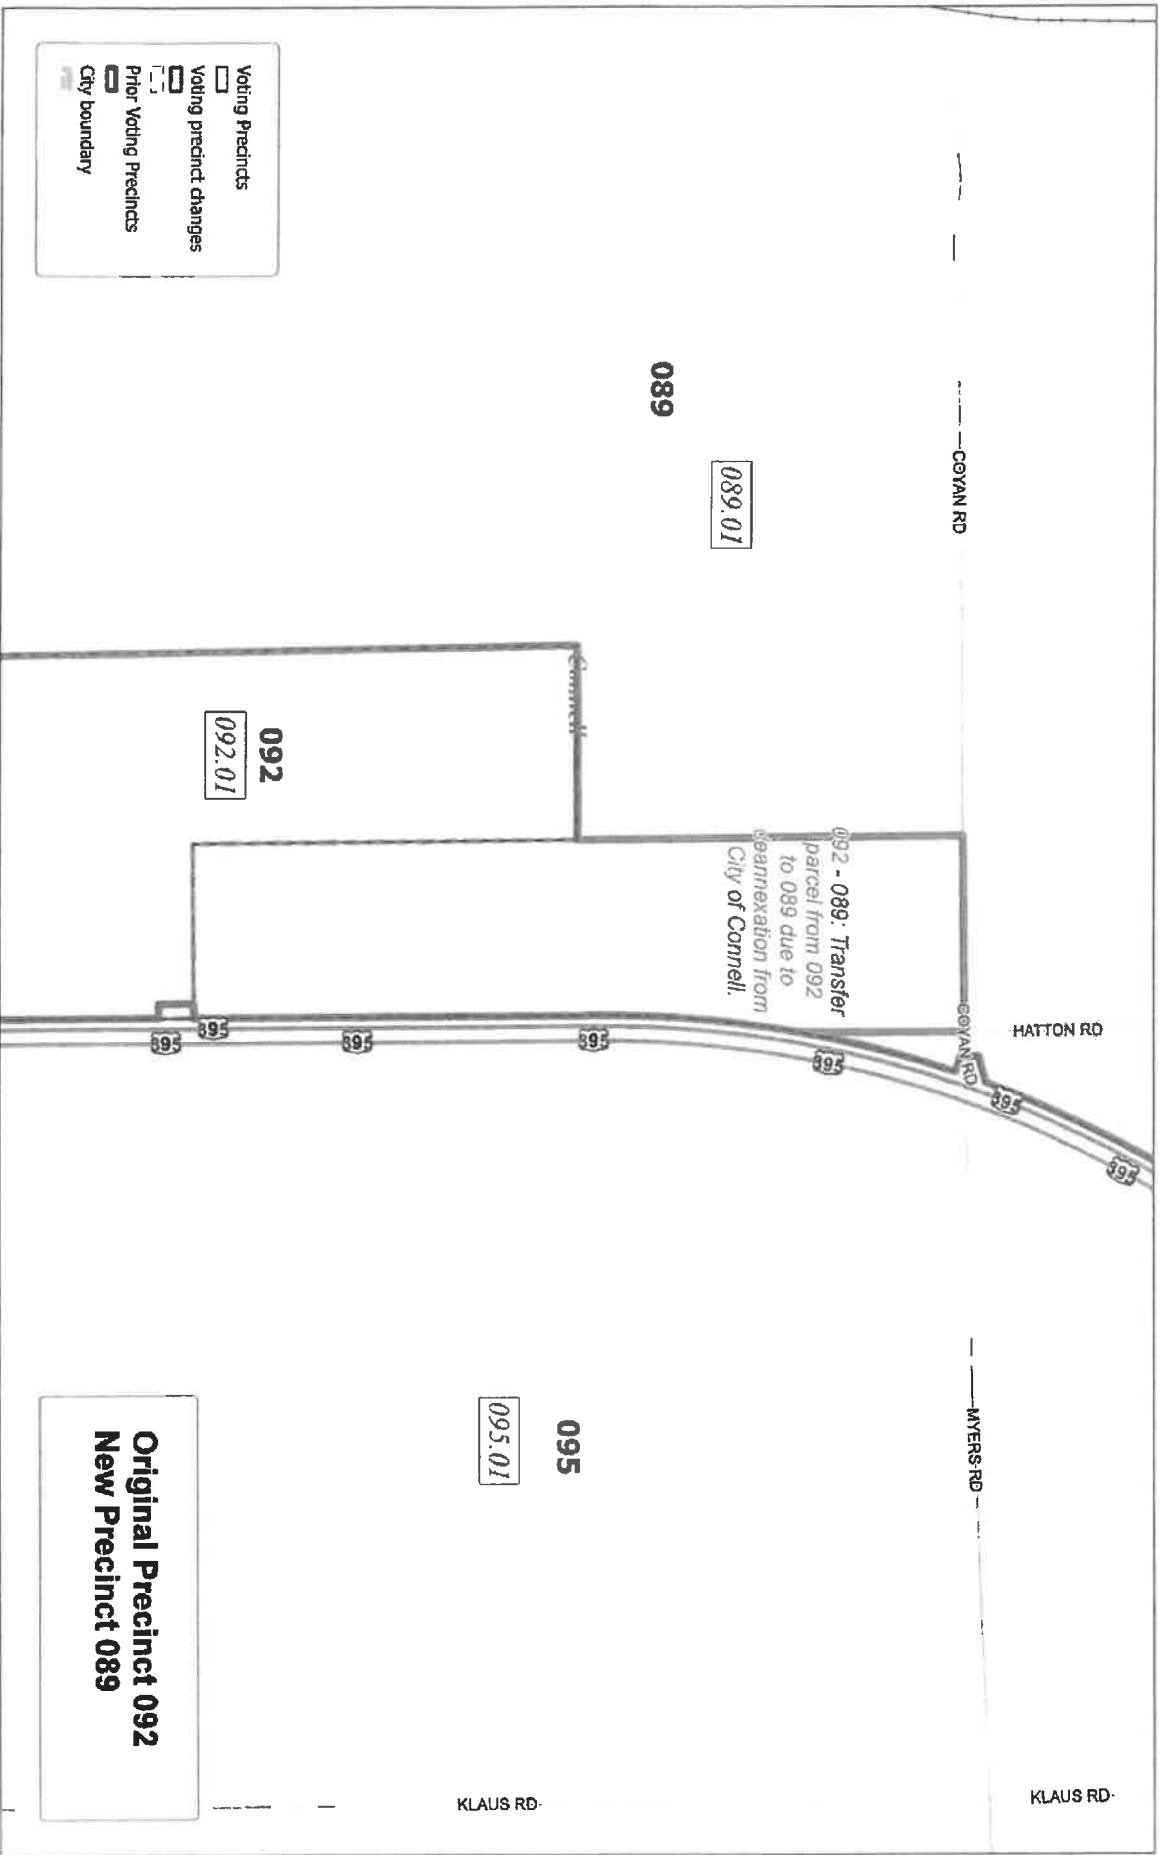 COYAN RD
MYERS RD
HATTON RD
COYAN RD
KLAUS RD
KLAUS RD
395
395
395
395
395
395
395
089
089.01
092 - 089: Transfer
parcel from 092
to 089 due to
deannexation from
City of Connell.
Connell
092
092.01
095
095.01
Voting Precincts
Voting precinct changes
Prior Voting Precincts
City boundary
Original Precinct 092
New Precinct 089